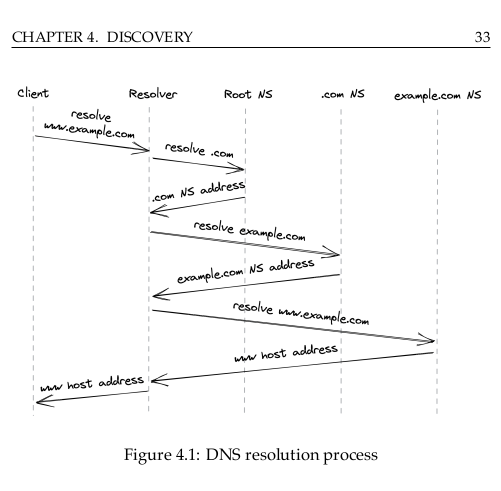 CHAPTER 4. DISCOVERY 33
Client Resolver Root NS .com NS example.com NS
resolve
www.example.com
resolve .com
.com NS address
resolve example.com
example.com NS address
resolve www.example.com
www host address
www host address
Figure 4.1: DNS resolution process